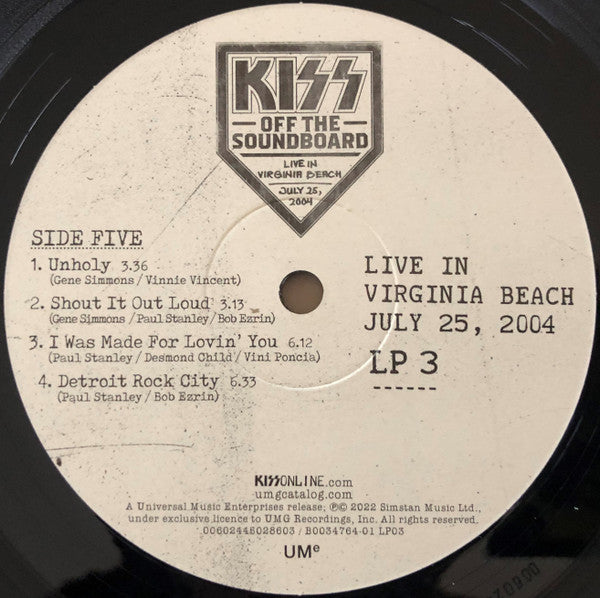 KISS
OFF THE
SOUNDBOARD
LIVE IN
VIRGINIA BEACH
JULY 25,
2004
SIDE FIVE
1. Unholy 3.36
(Gene Simmons / Vinnie Vincent)
2. Shout It Out Loud 3.13
(Gene Simmons / Paul Stanley / Bob Ezrin)
3. I Was Made For Lovin' You 6.12
(Paul Stanley / Desmond Child / Vini Poncia)
4. Detroit Rock City 6.33
(Paul Stanley / Bob Ezrin)
LIVE IN
VIRGINIA BEACH
JULY 25, 2004
LP 3
------
KISSONLINE.com
umgcatalog.com
A Universal Music Enterprises release; ℗© 2022 Simstan Music Ltd.,
under exclusive licence to UMG Recordings, Inc. All rights reserved.
00602448028603 / B0034764-01 LP03
UMe